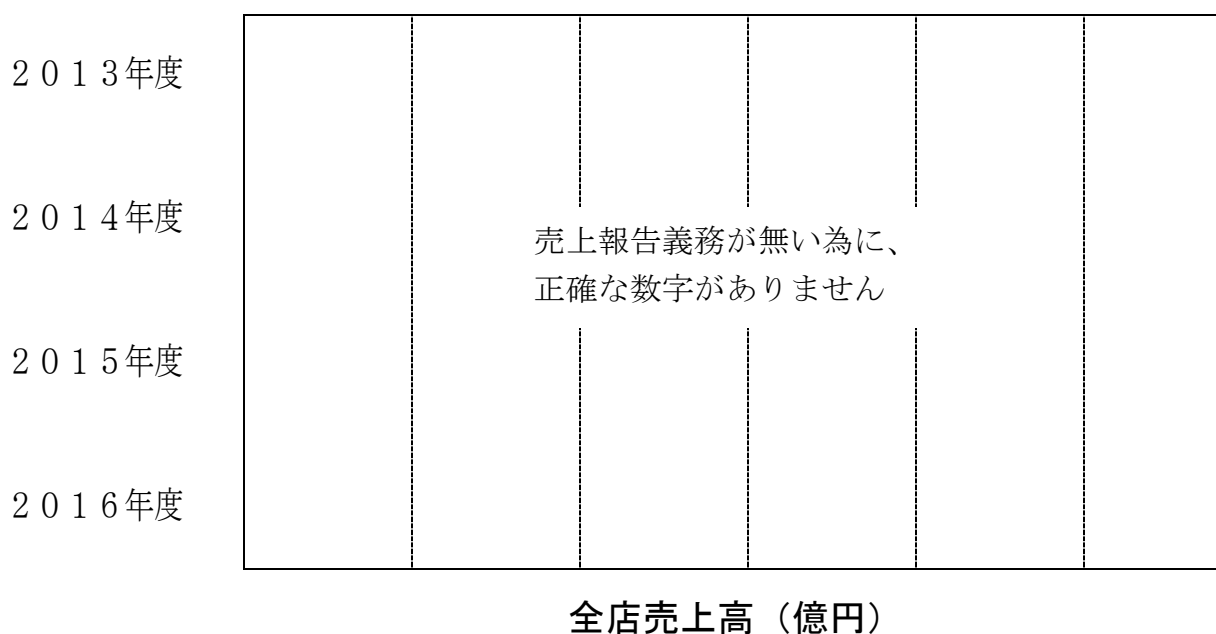 ２０１３年度
２０１４年度
売上報告義務が無い為に、
正確な数字がありません
２０１５年度
２０１６年度
全店売上高（億円）